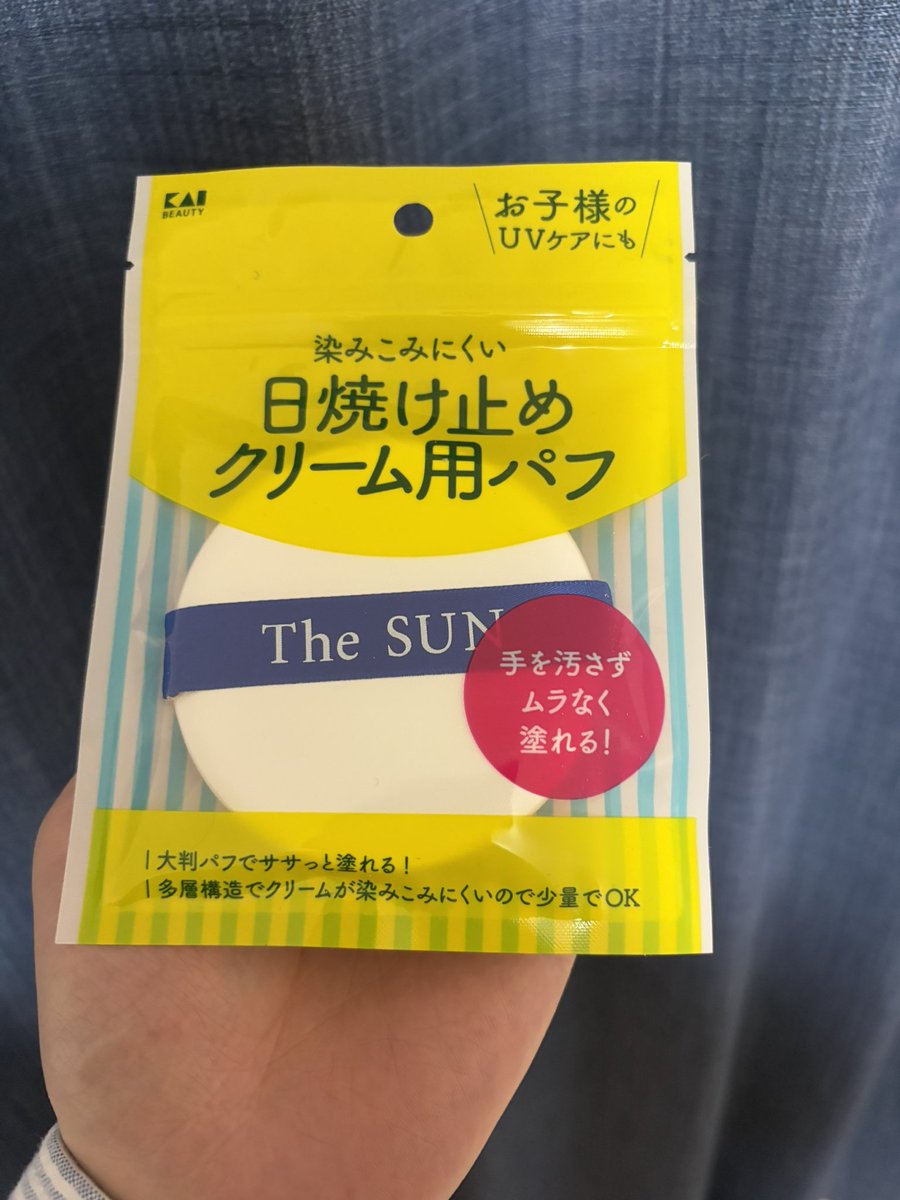 KAI
BEAUTY
お子様の
UVケアにも
染みこみにくい
日焼け止め
クリーム用パフ
The SUN
手を汚さず
ムラなく
塗れる!
大判パフでササっと塗れる!
多層構造でクリームが染みこみにくいので少量でOK